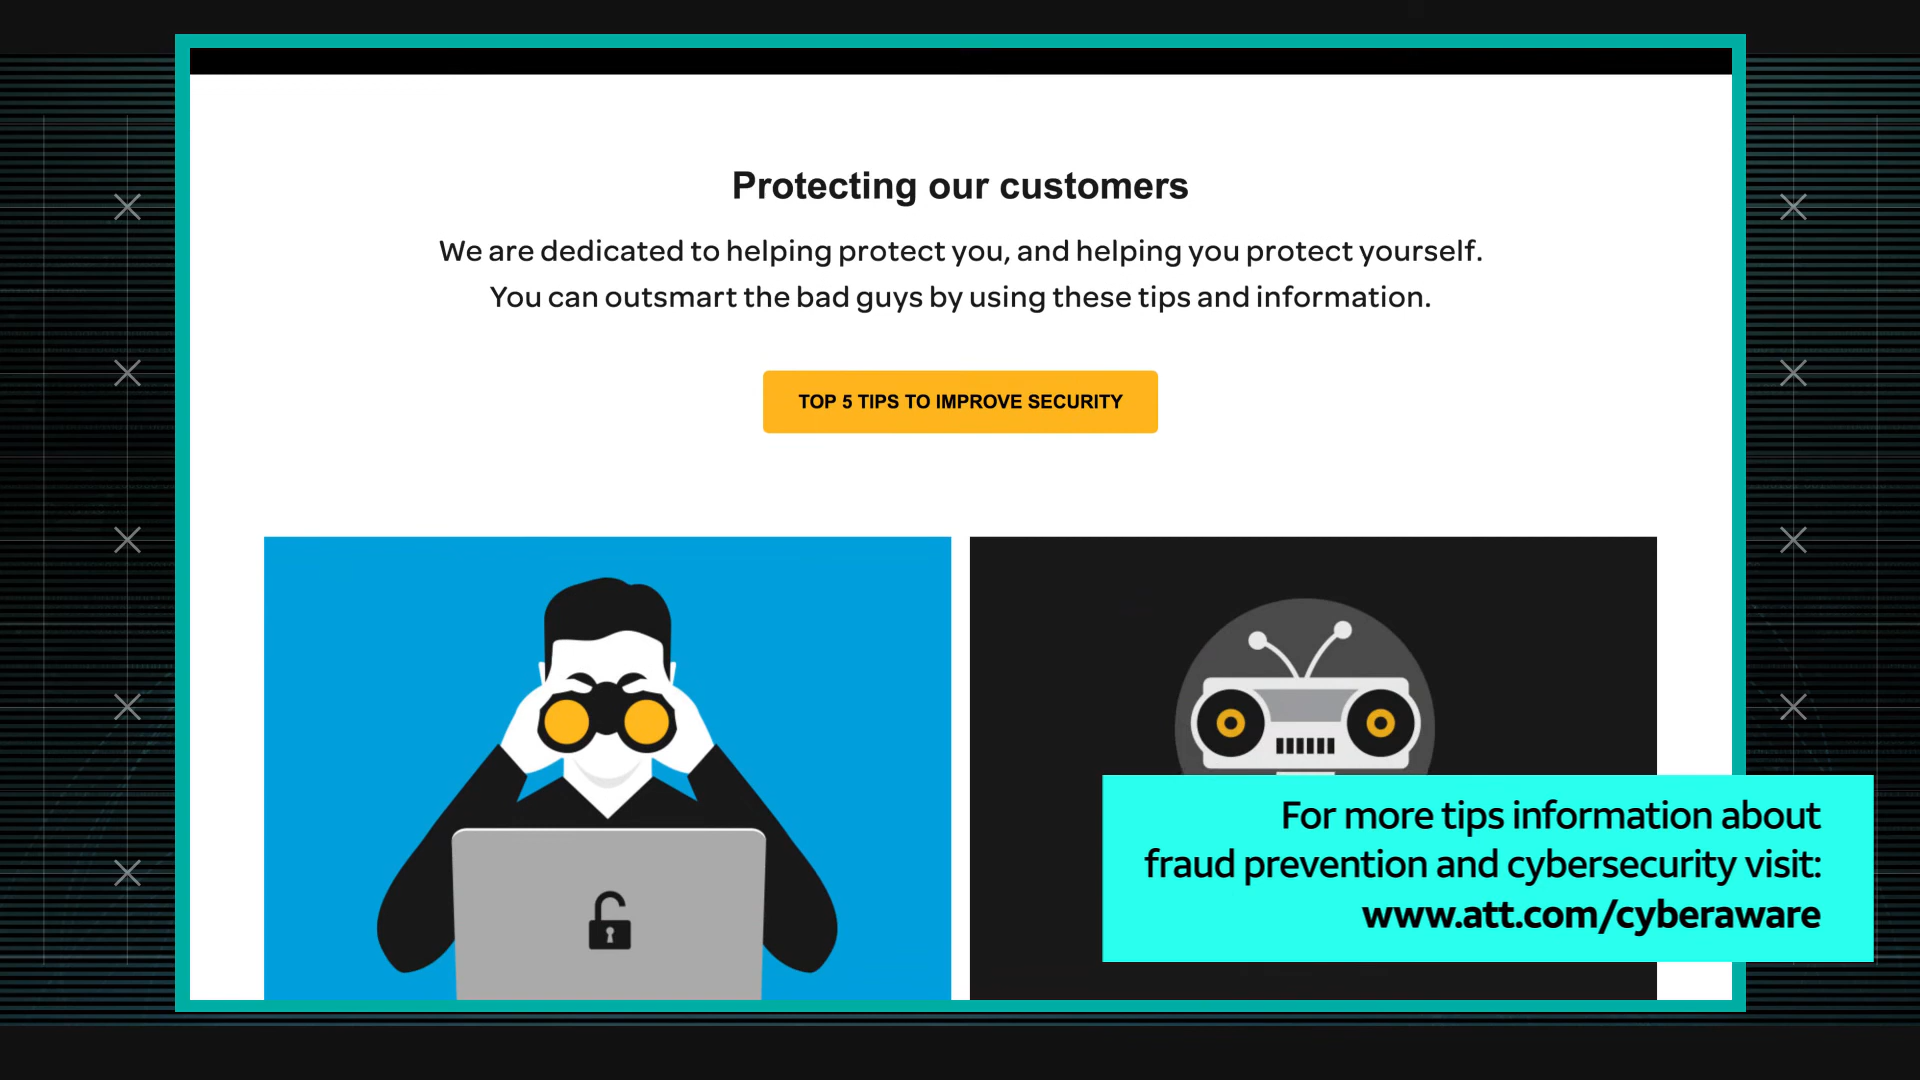 Protecting our customers
We are dedicated to helping protect you, and helping you protect yourself.
You can outsmart the bad guys by using these tips and information.
TOP 5 TIPS TO IMPROVE SECURITY
For more tips information about
fraud prevention and cybersecurity visit:
www.att.com/cyberaware